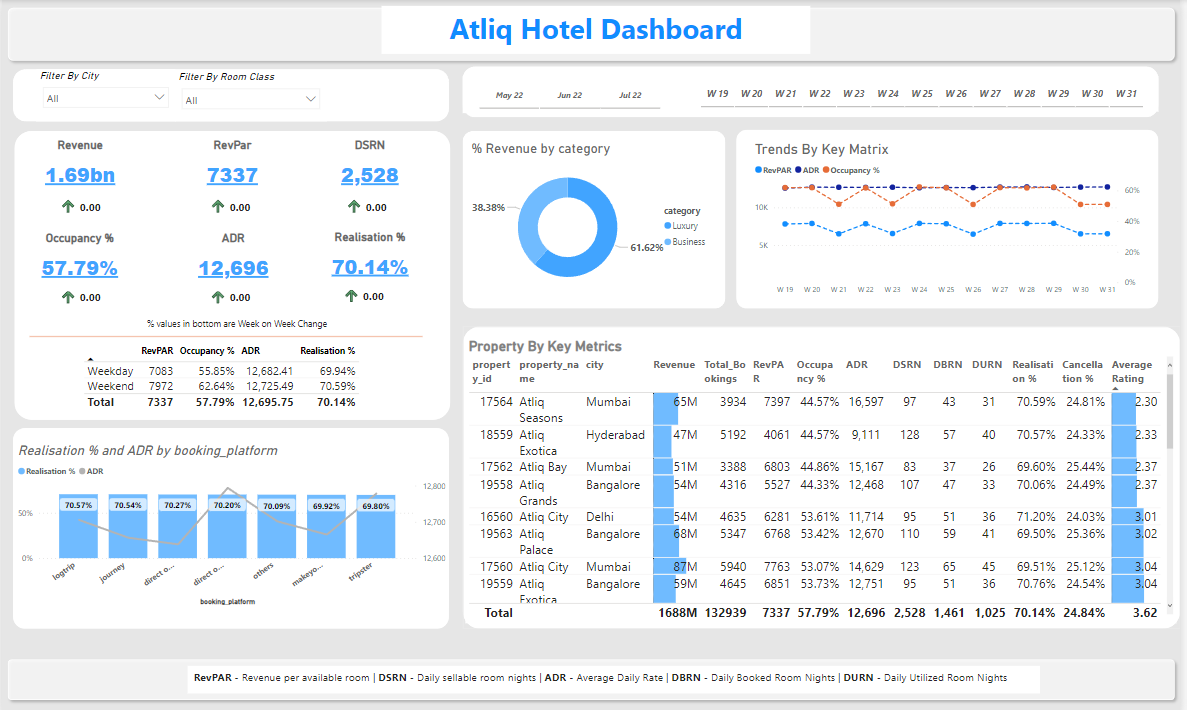 Atliq Hotel Dashboard
Filter By City
Filter By Room Class
All
All
May 22 Jun 22 Jul 22
W 19 W 20 W 21 W 22 W 23 W 24 W 25 W 26 W 27 W 28 W 29 W 30 W 31
Revenue RevPar DSRN
1.69bn 7337 2,528
0.00 0.00 0.00
Occupancy % ADR Realisation %
57.79% 12,696 70.14%
0.00 0.00 0.00
% values in bottom are Week on Week Change
RevPAR Occupancy % ADR Realisation %
Weekday 7083 55.85% 12,682.41 69.94%
Weekend 7972 62.64% 12,725.49 70.59%
Total 7337 57.79% 12,695.75 70.14%
% Revenue by category
38.38%
61.62%
category
Luxury
Business
Trends By Key Matrix
RevPAR ADR Occupancy %
10K
5K
60%
40%
20%
0%
W 19 W 20 W 21 W 22 W 23 W 24 W 25 W 26 W 27 W 28 W 29 W 30 W 31
Realisation % and ADR by booking_platform
Realisation % ADR
50%
0%
70.57% 70.54% 70.27% 70.20% 70.09% 69.92% 69.80%
12,800
12,700
12,600
logtrip journey direct o... direct o... others makeyo... tripster
booking_platform
Property By Key Metrics
propert city Revenue Total_Bo RevPA Occupa ADR DSRN DBRN DURN Realisati Cancella Average
y_id property_na me okings R ncy % on % tion % Rating
17564 Atliq Mumbai 65M 3934 7397 44.57% 16,597 97 43 31 70.59% 24.81% 2.30
Seasons
18559 Atliq Hyderabad 47M 5192 4061 44.57% 9,111 128 57 40 70.57% 24.33% 2.33
Exotica
17562 Atliq Bay Mumbai 51M 3388 6803 44.86% 15,167 83 37 26 69.60% 25.44% 2.37
19558 Atliq Bangalore 54M 4316 5527 44.33% 12,468 107 47 33 70.06% 24.49% 2.37
Grands
16560 Atliq City Delhi 54M 4635 6281 53.61% 11,714 95 51 36 71.20% 24.03% 3.01
19563 Atliq Bangalore 68M 5347 6768 53.42% 12,670 110 59 41 69.50% 25.36% 3.02
Palace
17560 Atliq City Mumbai 87M 5940 7763 53.07% 14,629 123 65 45 69.51% 25.12% 3.04
19559 Atliq Bangalore 59M 4645 6851 53.73% 12,751 95 51 36 70.76% 24.54% 3.04
Exotica
Total 1688M 132939 7337 57.79% 12,696 2,528 1,461 1,025 70.14% 24.84% 3.62
RevPAR - Revenue per available room | DSRN - Daily sellable room nights | ADR - Average Daily Rate | DBRN - Daily Booked Room Nights | DURN - Daily Utilized Room Nights